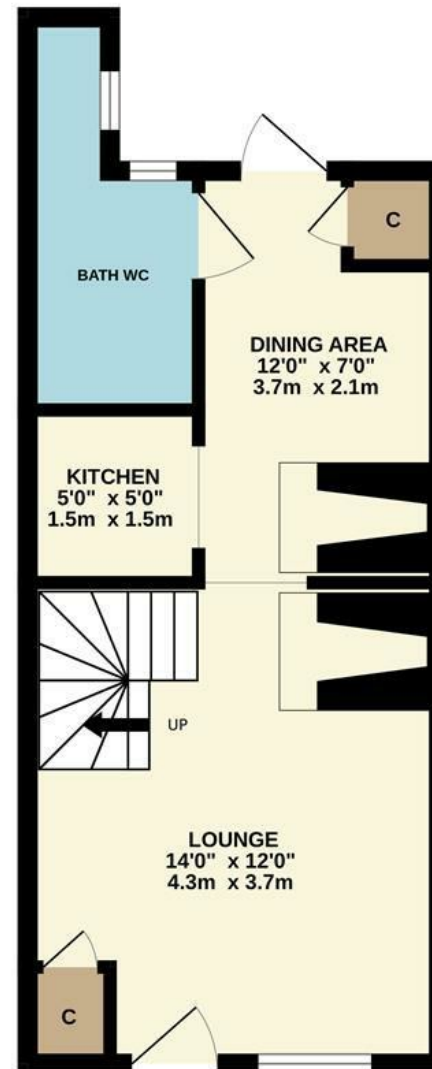 C
BATH WC
DINING AREA
12'0" x 7'0"
3.7m x 2.1m
KITCHEN
5'0" x 5'0"
1.5m x 1.5m
UP
LOUNGE
14'0" x 12'0"
4.3m x 3.7m
C